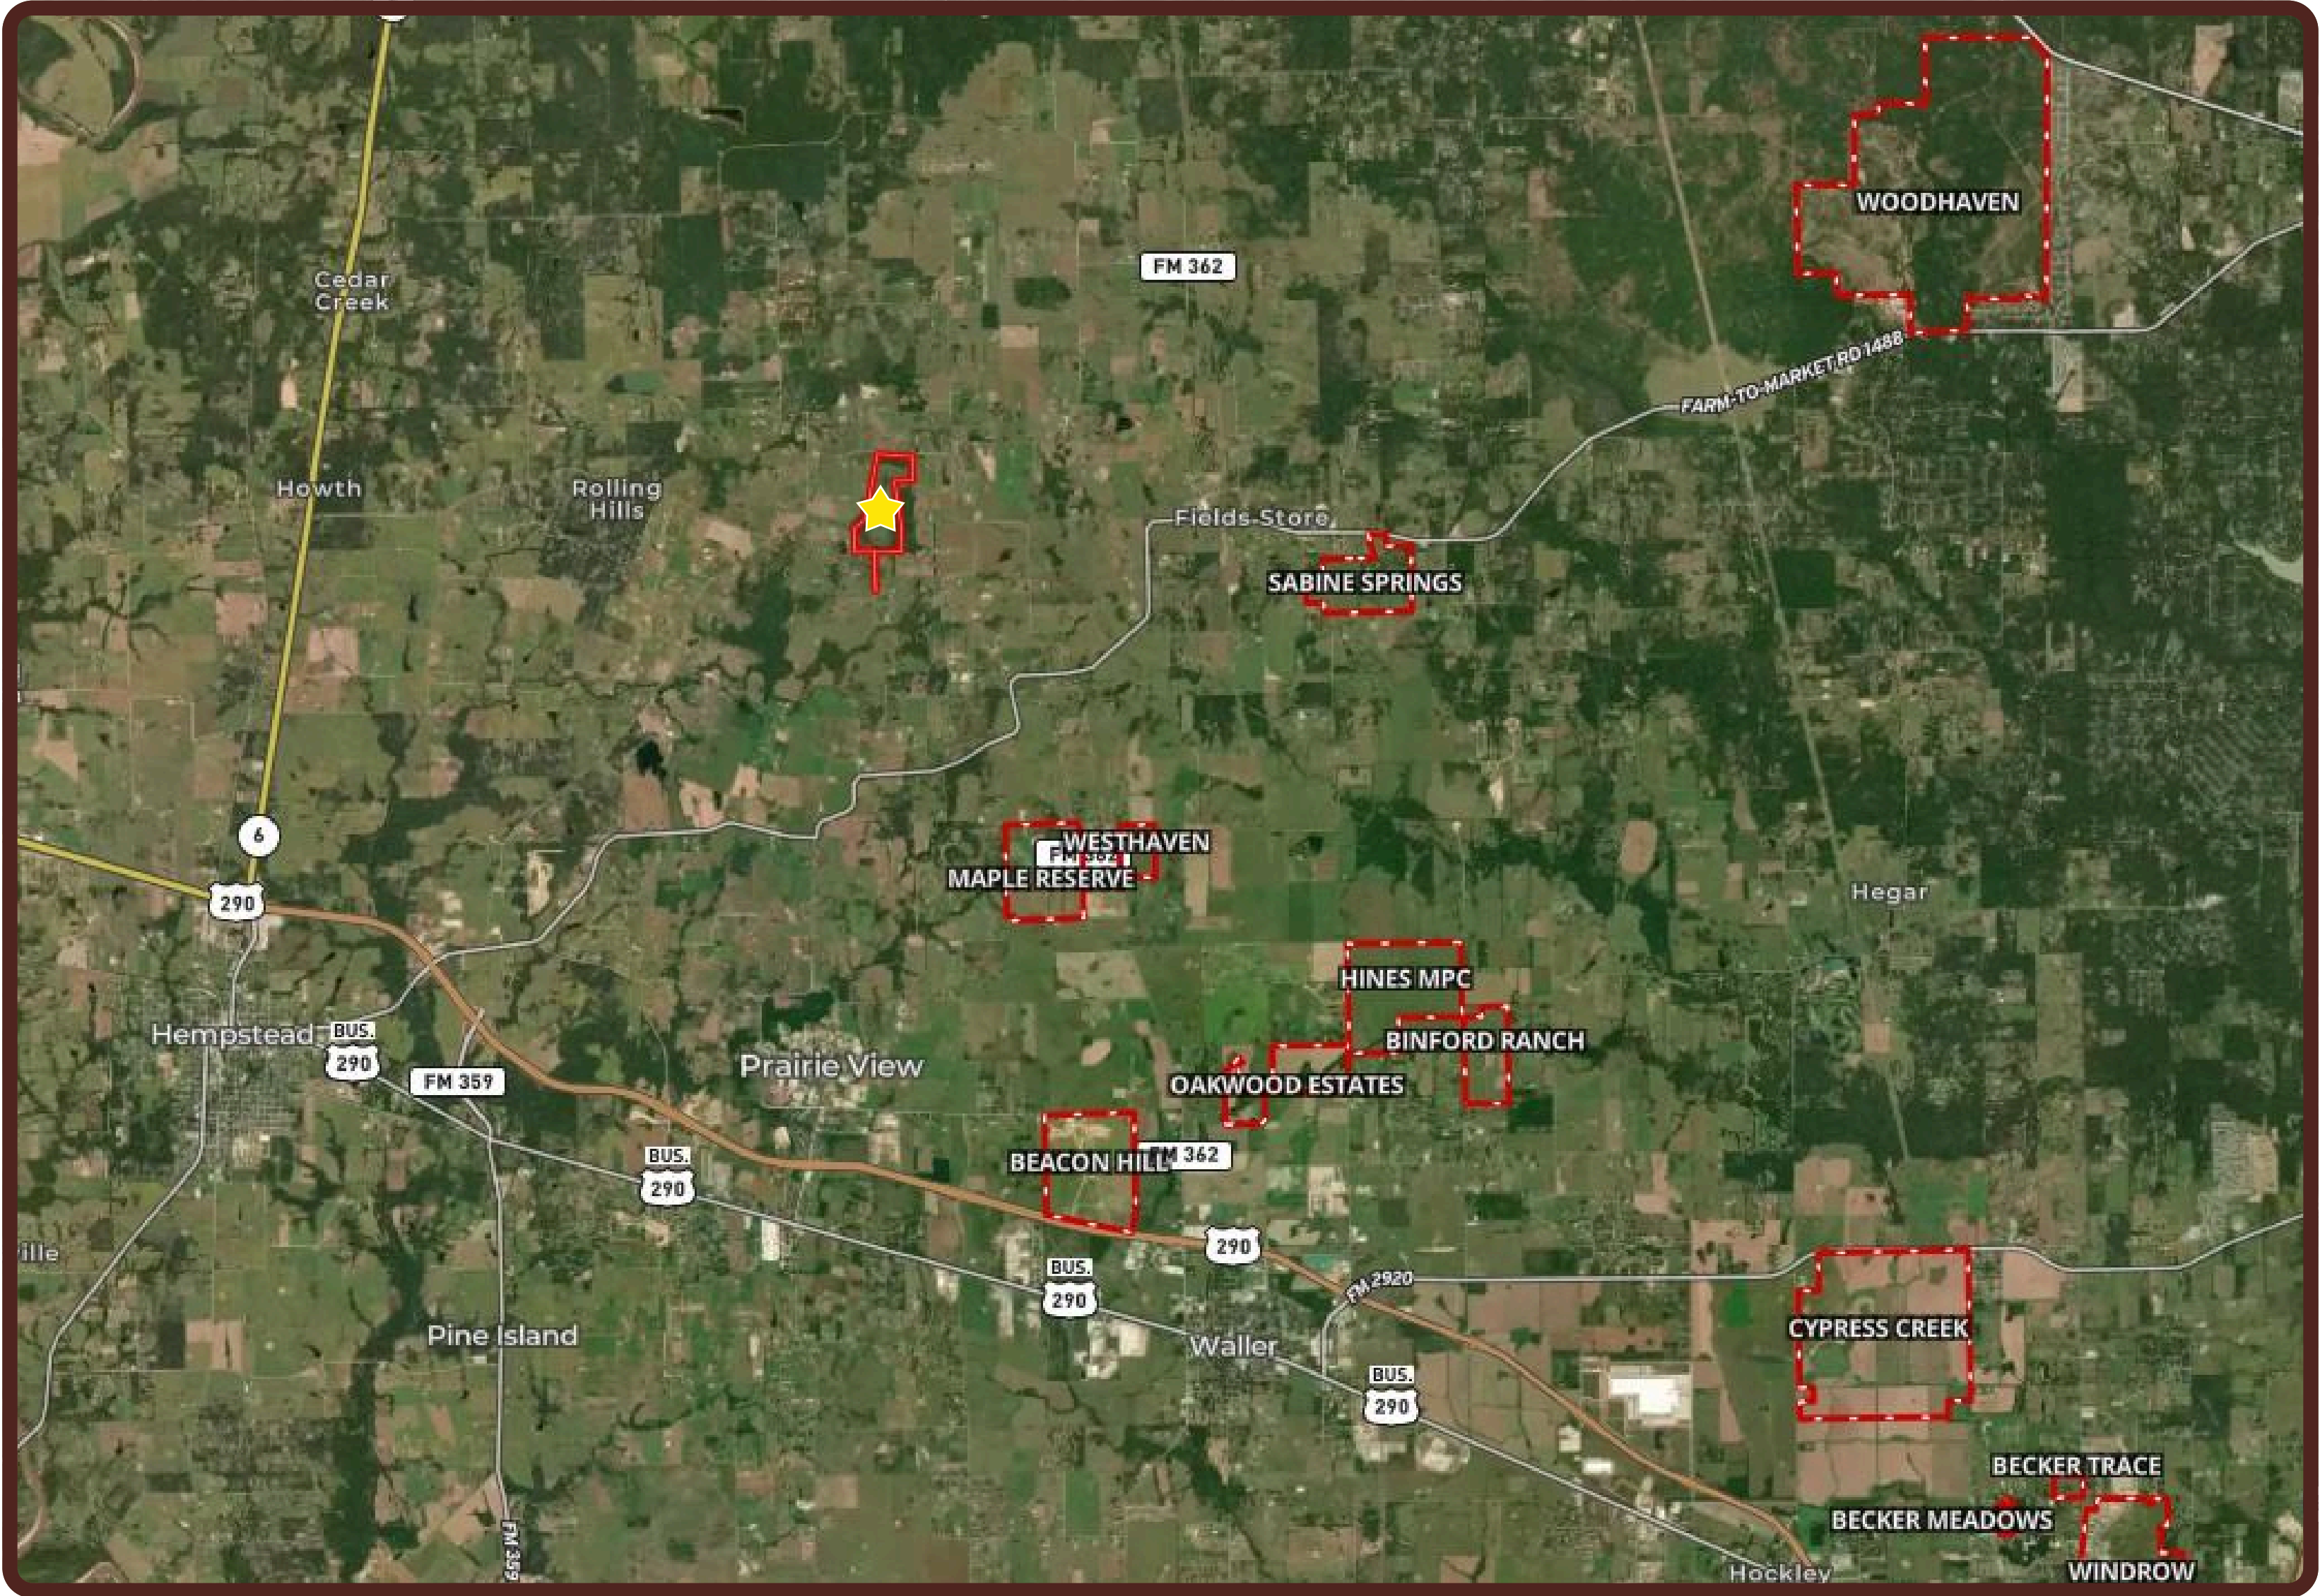 WOODHAVEN
FM 362
Cedar
Creek
FARM-TO-MARKET RD 1488
Howth
Rolling
Hills
Fields Store
SABINE SPRINGS
6
WESTHAVEN
FM 362
MAPLE RESERVE
290
Hegar
HINES MPC
Hempstead
BUS.
290
BINFORD RANCH
Prairie View
FM 359
OAKWOOD ESTATES
BEACON HILL
FM 362
BUS.
290
290
ille
BUS.
290
FM 2920
Pine Island
Waller
CYPRESS CREEK
BUS.
290
BECKER TRACE
BECKER MEADOWS
FM 359
WINDROW
Hockley